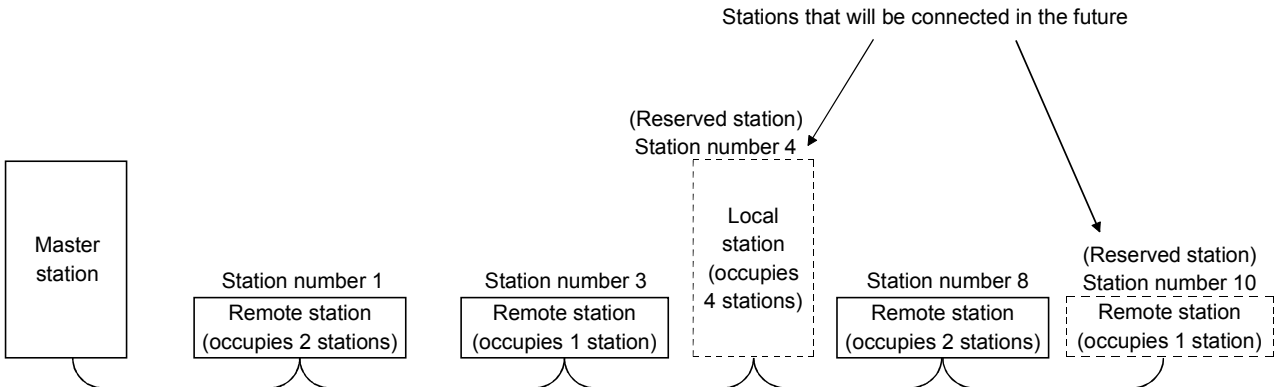 Stations that will be connected in the future
(Reserved station)
Station number 4
Master
station
Station number 1
Remote station
(occupies 2 stations)
Station number 3
Remote station
(occupies 1 station)
Local
station
(occupies
4 stations)
Station number 8
Remote station
(occupies 2 stations)
(Reserved station)
Station number 10
Remote station
(occupies 1 station)